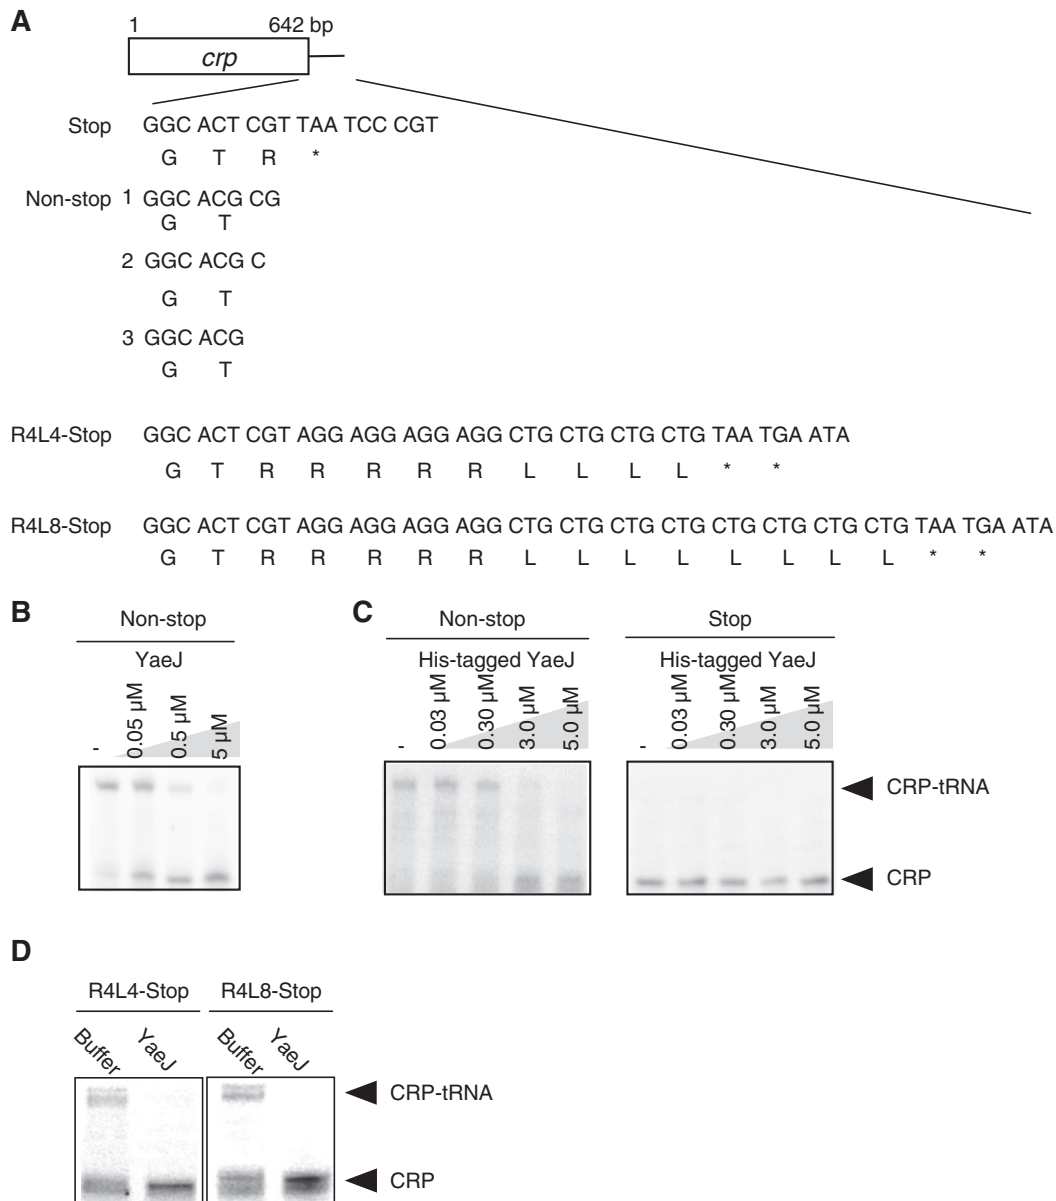 A
1 642 bp
crp
Stop GGC ACT CGT TAA TCC CGT
G T R *
Non-stop 1 GGC ACG CG
G T
2 GGC ACG C
G T
3 GGC ACG
G T
R4L4-Stop GGC ACT CGT AGG AGG AGG AGG CTG CTG CTG CTG TAA TGA ATA
G T R R R R R L L L L * *
R4L8-Stop GGC ACT CGT AGG AGG AGG AGG CTG CTG CTG CTG CTG CTG CTG CTG TAA TGA ATA
G T R R R R R L L L L L L L L * *
B C
Non-stop Non-stop Stop
YaeJ His-tagged YaeJ His-tagged YaeJ
- 0.05 µM 0.5 µM 5 µM - 0.03 µM 0.30 µM 3.0 µM 5.0 µM - 0.03 µM 0.30 µM 3.0 µM 5.0 µM
CRP-tRNA
CRP
D
R4L4-Stop R4L8-Stop
Buffer YaeJ Buffer YaeJ
CRP-tRNA
CRP